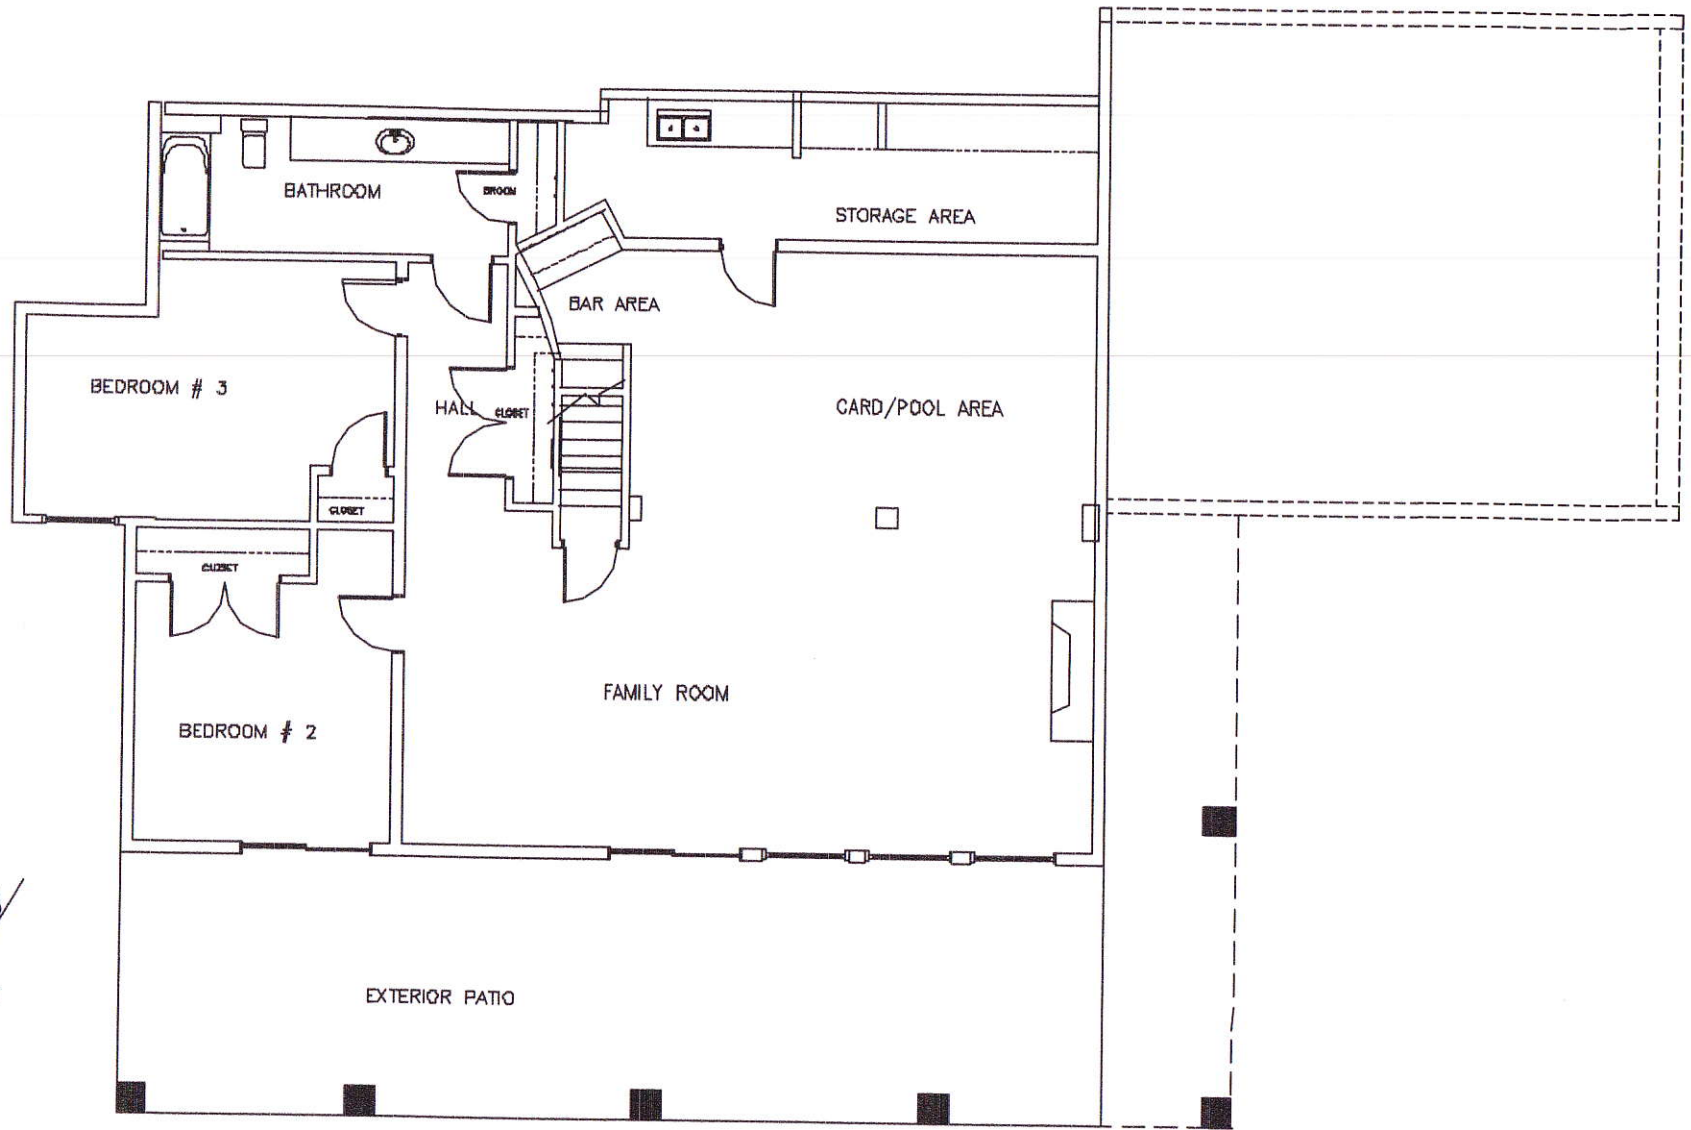 BATHROOM
BROOM
STORAGE AREA
BAR AREA
BEDROOM # 3
HALL
CLOSET
CARD/POOL AREA
CLOSET
CLOSET
FAMILY ROOM
BEDROOM # 2
EXTERIOR PATIO